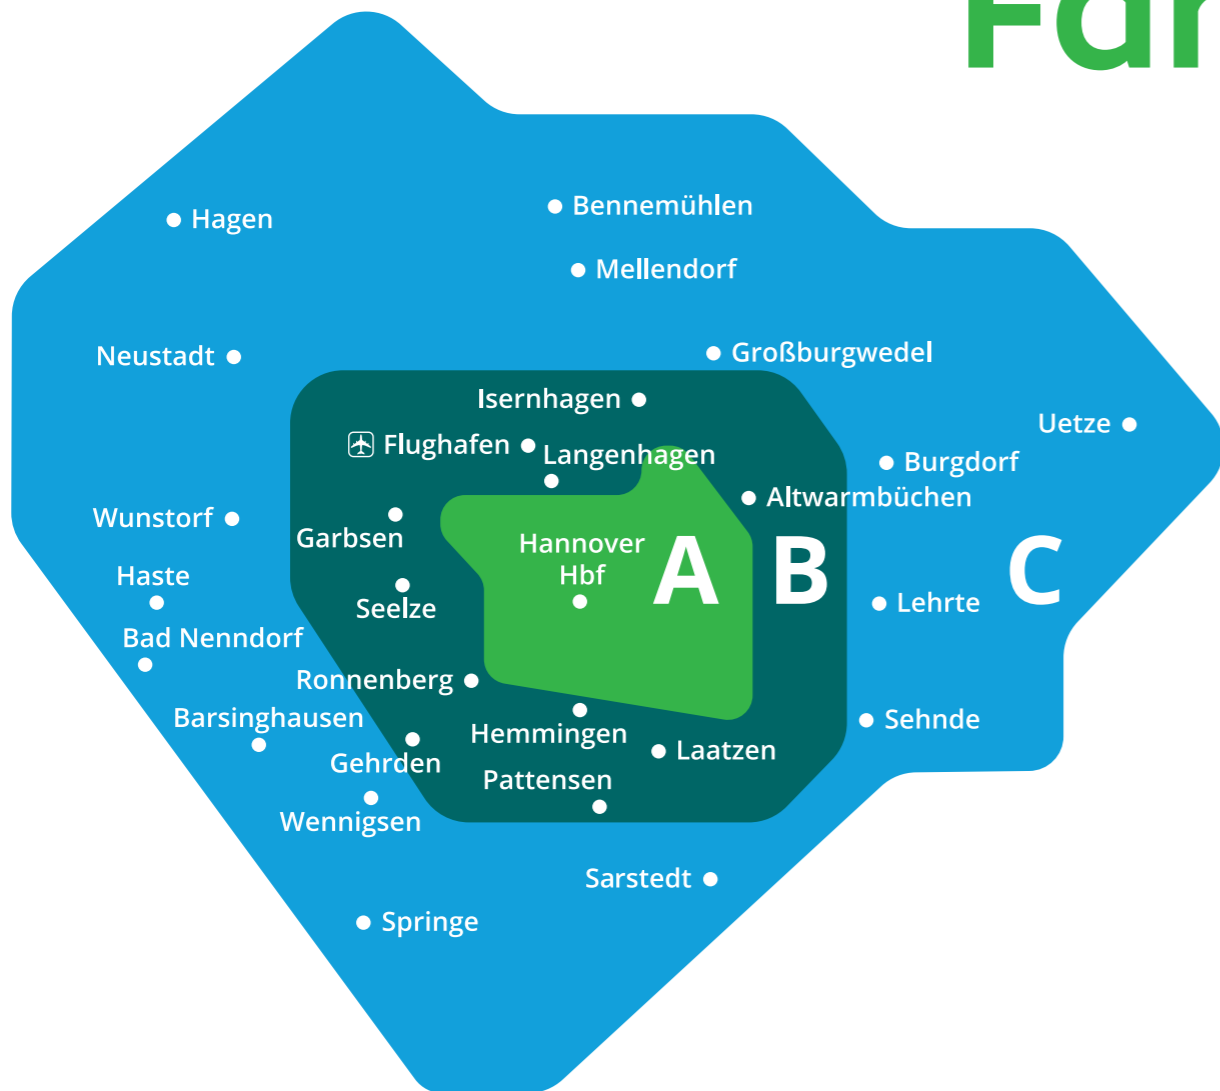 Hagen
Bennemühlen
Mellendorf
Neustadt
Großburgwedel
Isernhagen
Uetze
Flughafen
Langenhagen
Burgdorf
Altwarmbüchen
Wunstorf
Garbsen
Hannover
Hbf
A
B
C
Haste
Seelze
Lehrte
Bad Nenndorf
Ronnenberg
Barsinghausen
Hemmingen
Sehnde
Gehrden
Laatzen
Pattensen
Wennigsen
Sarstedt
Springe